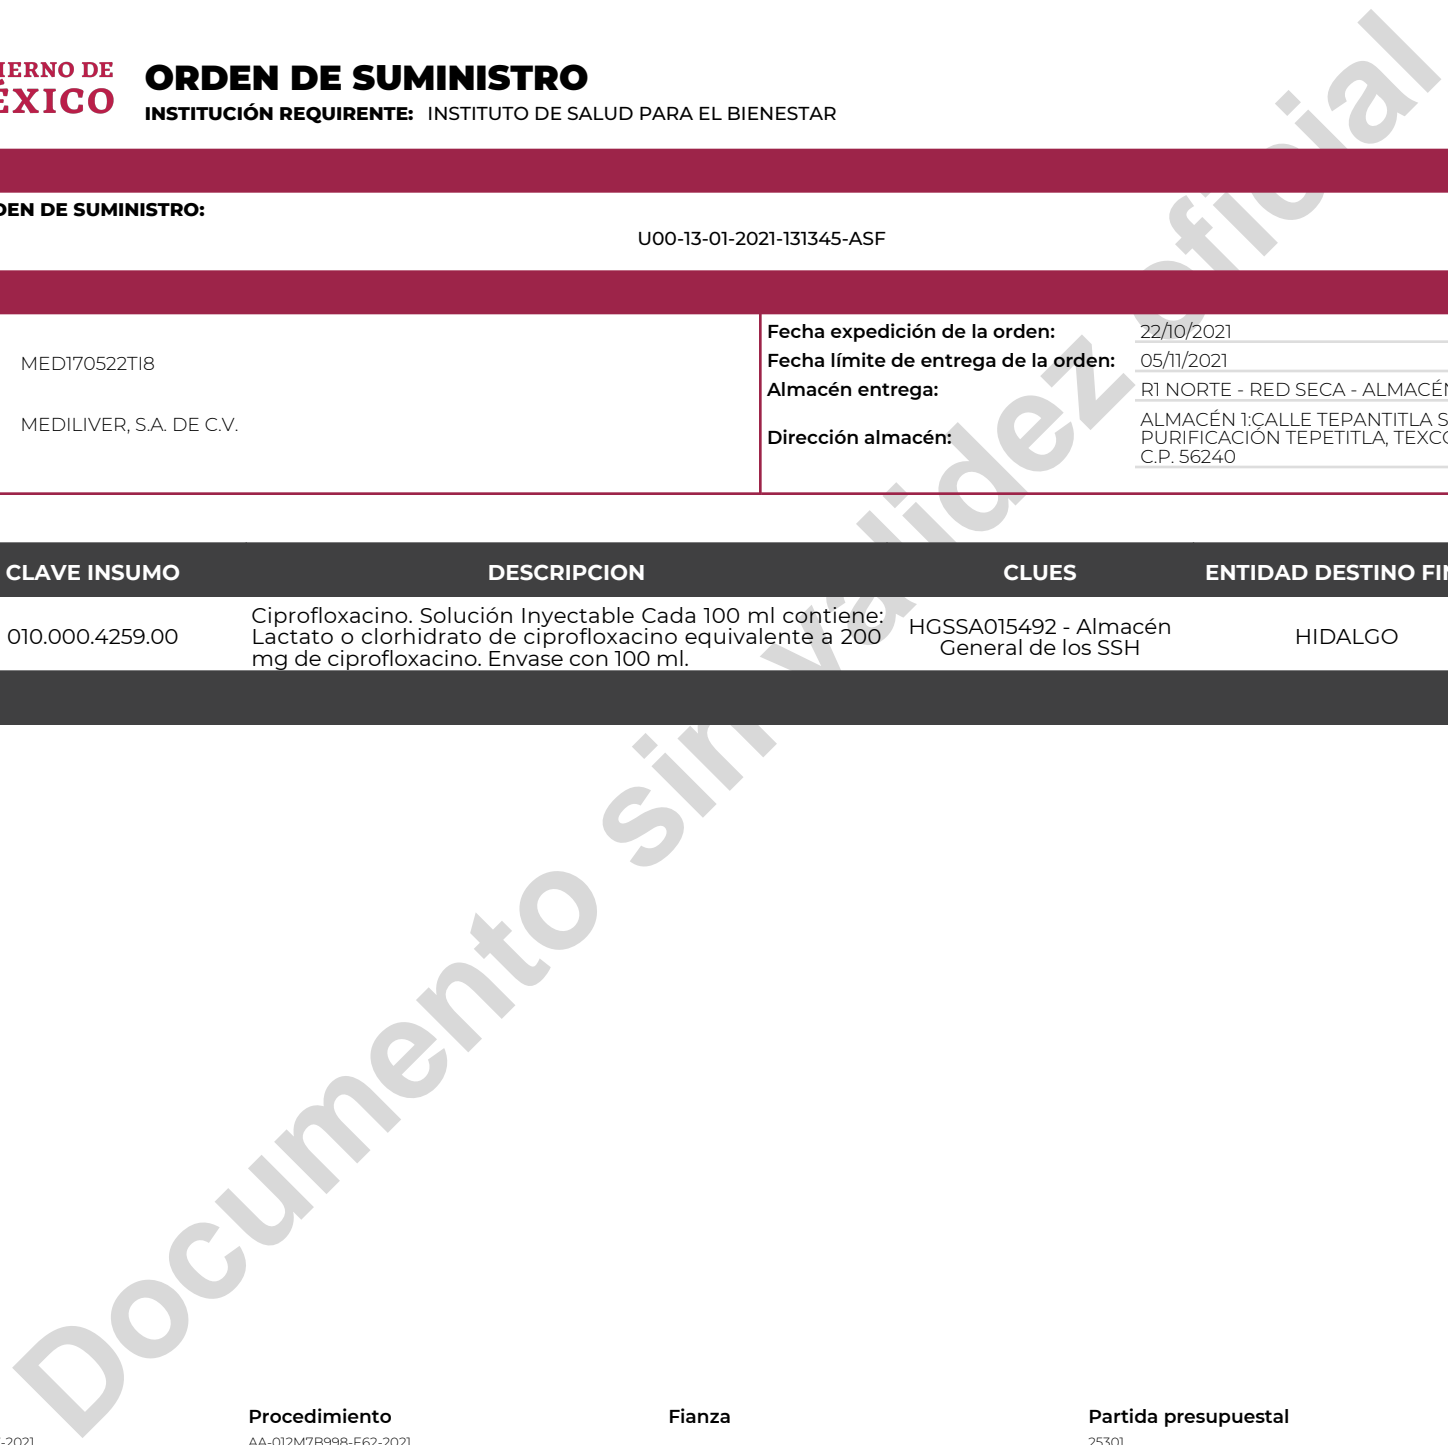 ORDEN DE SUMINISTRO
INSTITUCIÓN REQUIRENTE: INSTITUTO DE SALUD PARA EL BIENESTAR
IERNO DE
ÉXICO
DEN DE SUMINISTRO:
U00-13-01-2021-131345-ASF
MED170522TI8
MEDILIVER, S.A. DE C.V.
Fecha expedición de la orden: 22/10/2021
Fecha límite de entrega de la orden: 05/11/2021
Almacén entrega: R1 NORTE - RED SECA - ALMACÉN
Dirección almacén:
ALMACÉN 1:CALLE TEPANTITLA S
PURIFICACIÓN TEPETITLA, TEXCO
C.P. 56240
CLAVE INSUMO DESCRIPCION CLUES ENTIDAD DESTINO FIN
010.000.4259.00
Ciprofloxacino. Solución Inyectable Cada 100 ml contiene:
Lactato o clorhidrato de ciprofloxacino equivalente a 200
mg de ciprofloxacino. Envase con 100 ml.
HGSSA015492 - Almacén
General de los SSH
HIDALGO
Documento sin validez oficial
Procedimiento Fianza Partida presupuestal
-2021 AA-012M7B998-E62-2021 25301